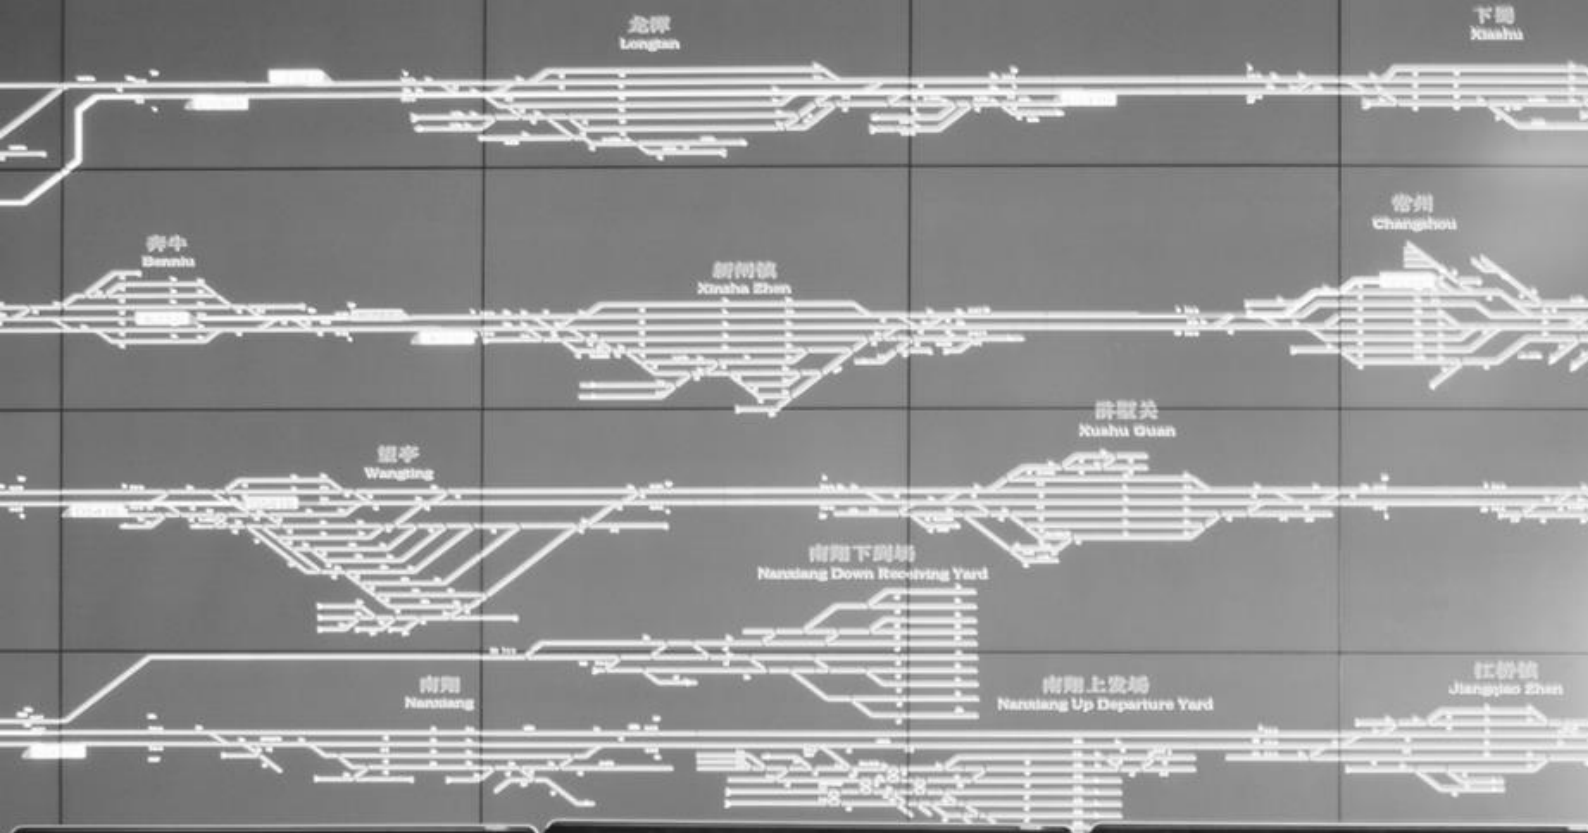 龙潭
Longtan
下蜀
Xiashu
奔牛
Benniu
新闸镇
Xinzha Zhen
常州
Changzhou
望亭
Wangting
浒墅关
Xushu Guan
南翔下到场
Nanxiang Down Receiving Yard
南翔
Nanxiang
南翔上发场
Nanxiang Up Departure Yard
江桥镇
Jiangqiao Zhen